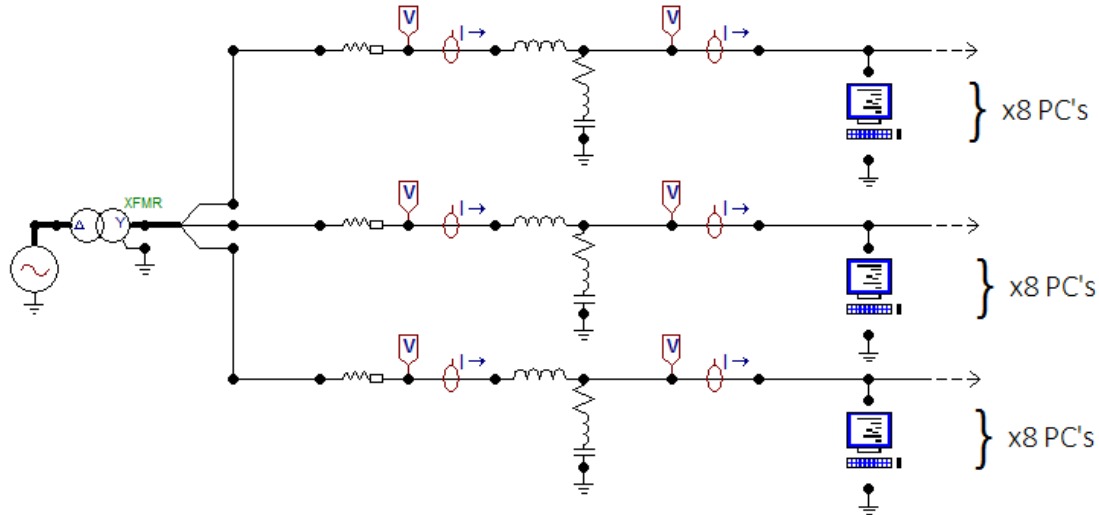 V I→ V I→
x8 PC's
XFMR
Δ Y
V I→ V I→
x8 PC's
V I→ V I→
x8 PC's